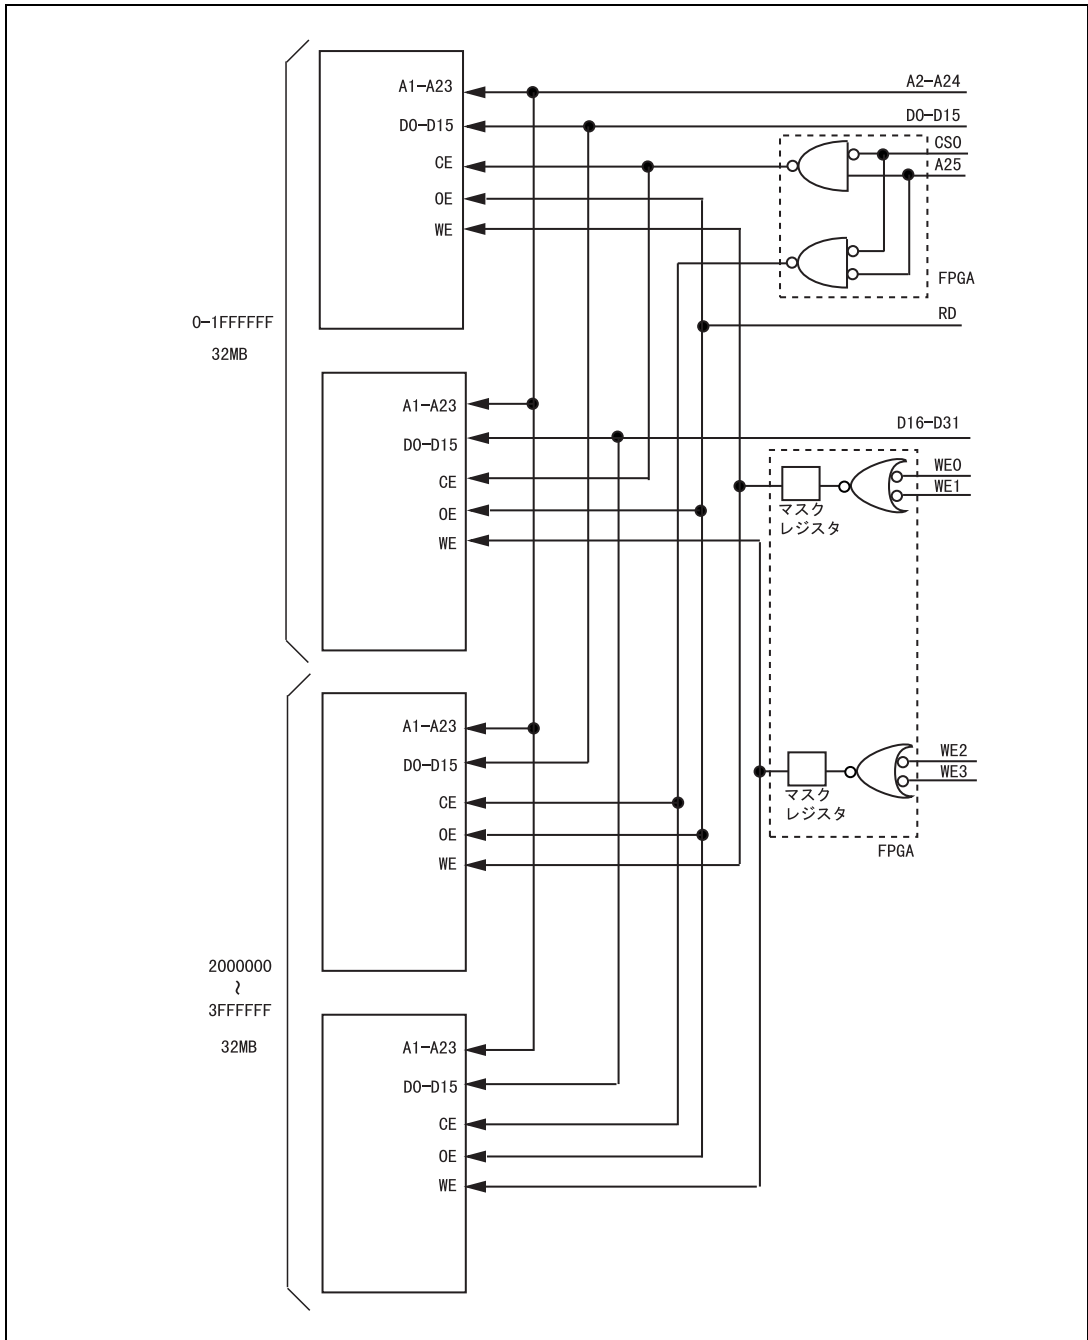 A1-A23
D0-D15
CE
OE
WE
A2-A24
D0-D15
CS0
A25
FPGA
RD
0-1FFFFFF
32MB
A1-A23
D0-D15
CE
OE
WE
D16-D31
WE0
WE1
マスク
レジスタ
A1-A23
D0-D15
CE
OE
WE
WE2
WE3
マスク
レジスタ
FPGA
2000000
~
3FFFFFF
32MB
A1-A23
D0-D15
CE
OE
WE